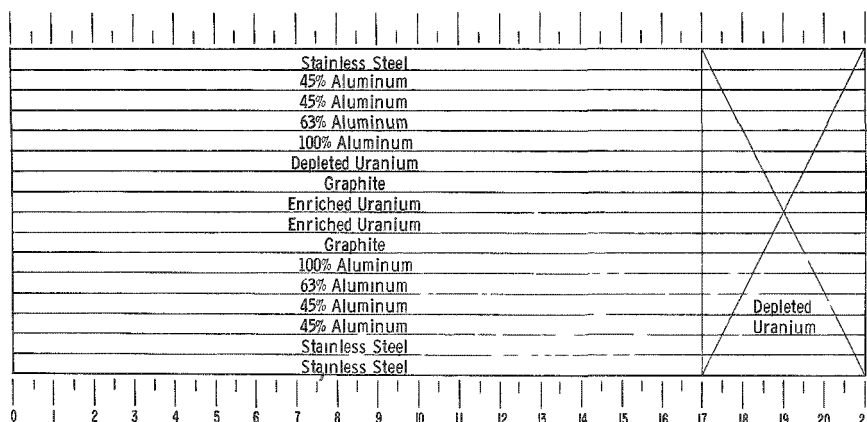 Stainless Steel
45% Aluminum
45% Aluminum
63% Aluminum
100% Aluminum
Depleted Uranium
Graphite
Enriched Uranium
Enriched Uranium
Graphite
100% Aluminum
63% Aluminum
45% Aluminum
45% Aluminum
Stainless Steel
Stainless Steel
Depleted
Uranium
0 1 2 3 4 5 6 7 8 9 10 11 12 13 14 15 16 17 18 19 20 2